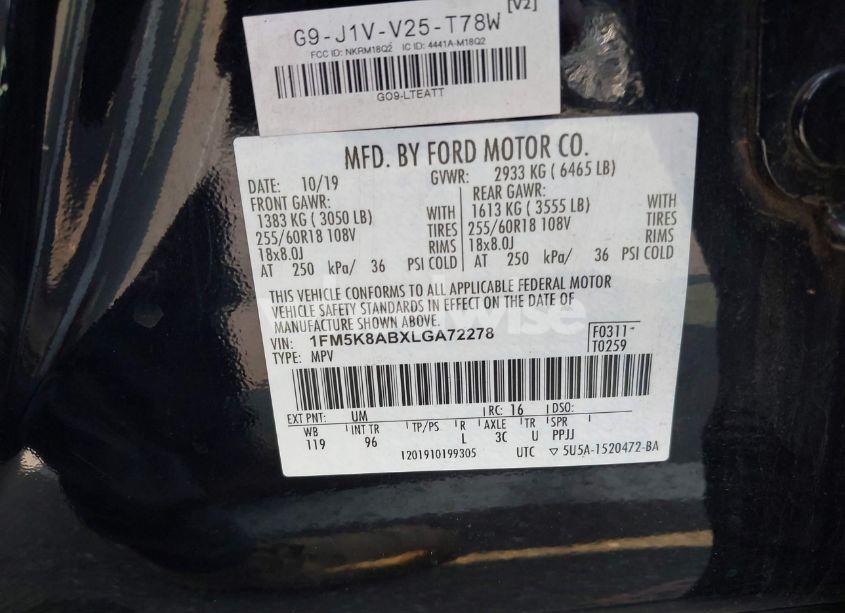 [V2]
G9-J1V-V25-T78W
FCC ID: NKRM18Q2 IC ID: 4441A-M18Q2
GO9-LTEATT
MFD. BY FORD MOTOR CO.
DATE: 10/19 GVWR: 2933 KG ( 6465 LB)
FRONT GAWR: REAR GAWR:
1383 KG ( 3050 LB) WITH 1613 KG ( 3555 LB) WITH
255/60R18 108V TIRES 255/60R18 108V TIRES
18x8.0J RIMS 18x8.0J RIMS
AT 250 kPa/ 36 PSI COLD AT 250 kPa/ 36 PSI COLD
THIS VEHICLE CONFORMS TO ALL APPLICABLE FEDERAL MOTOR
VEHICLE SAFETY STANDARDS IN EFFECT ON THE DATE OF
MANUFACTURE SHOWN ABOVE.
VIN: 1FM5K8ABXLGA72278 F0311-
TYPE: MPV T0259
EXT PNT: UM RC: 16 DSO:
WB INT TR TP/PS R AXLE TR SPR
119 96 L 3C U PPJJ
1201910199305 UTC ▽ 5U5A-1520472-BA